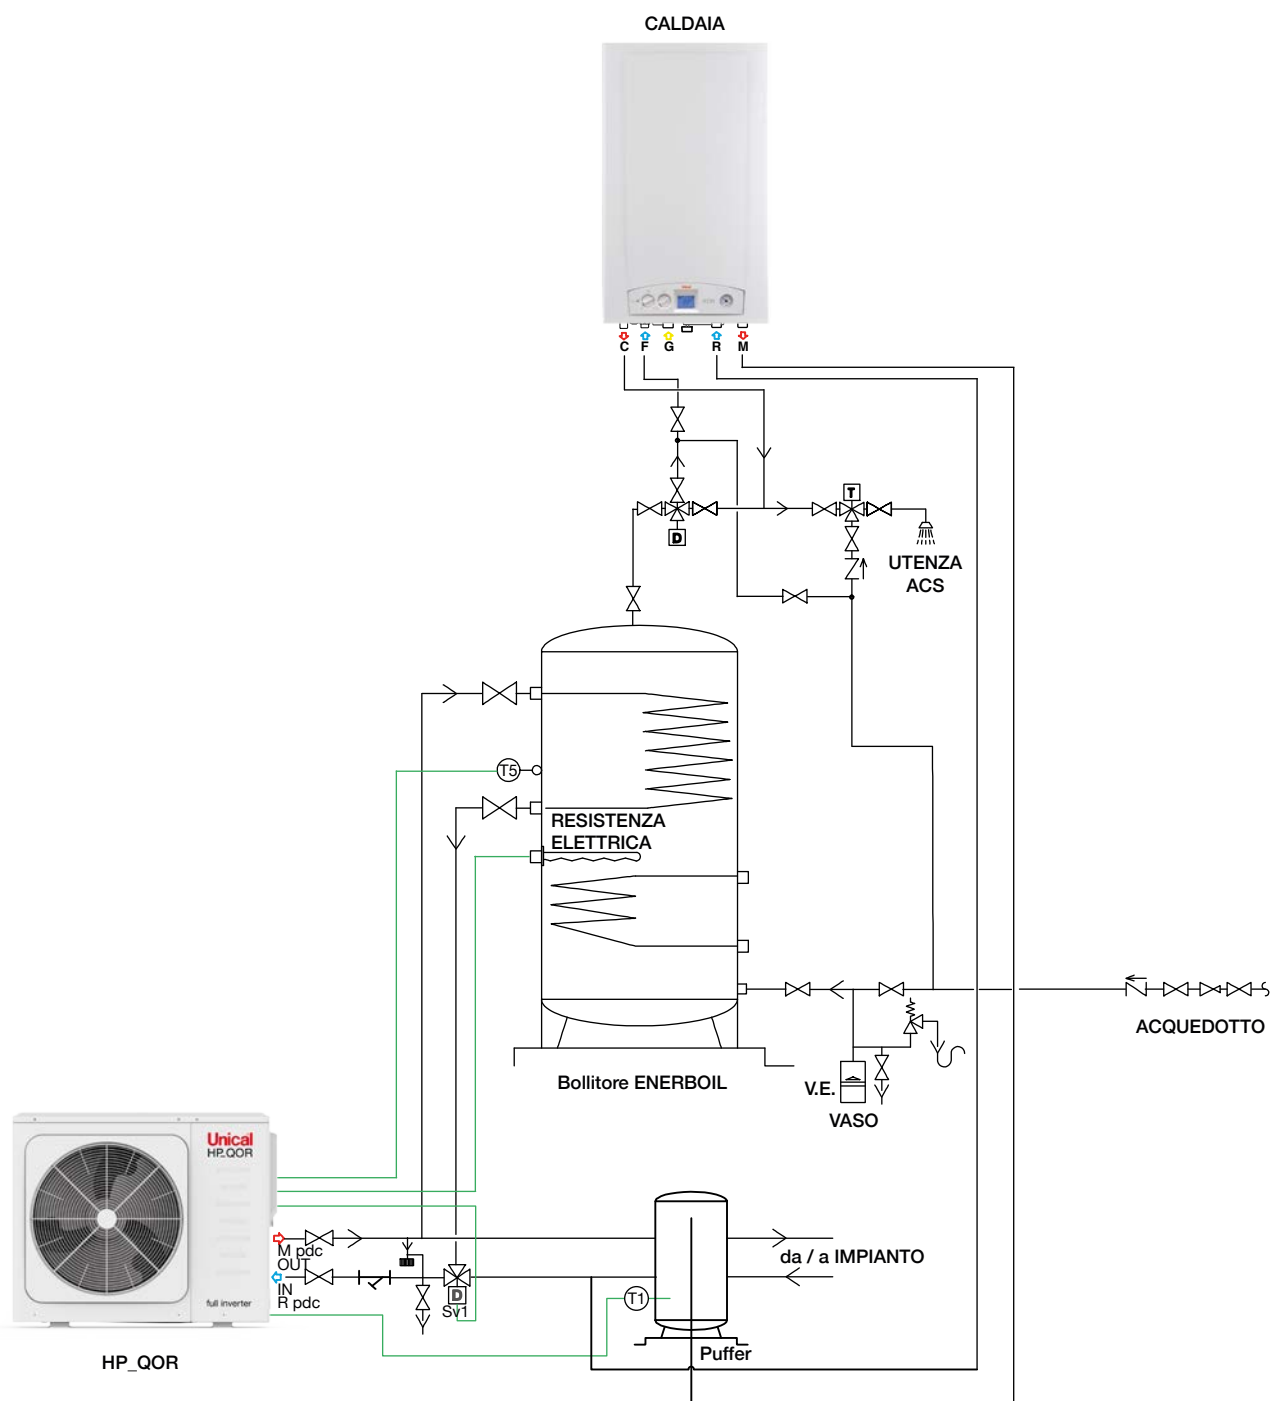 CALDAIA
C F G R M
T
D
UTENZA
ACS
T5
RESISTENZA
ELETTRICA
ACQUEDOTTO
Bollitore ENERBOIL
V.E.
VASO
Unical
HP_QOR
M pdc
OUT
IN
R pdc
full inverter
D
Sv1
T1
da / a IMPIANTO
Puffer
HP_QOR